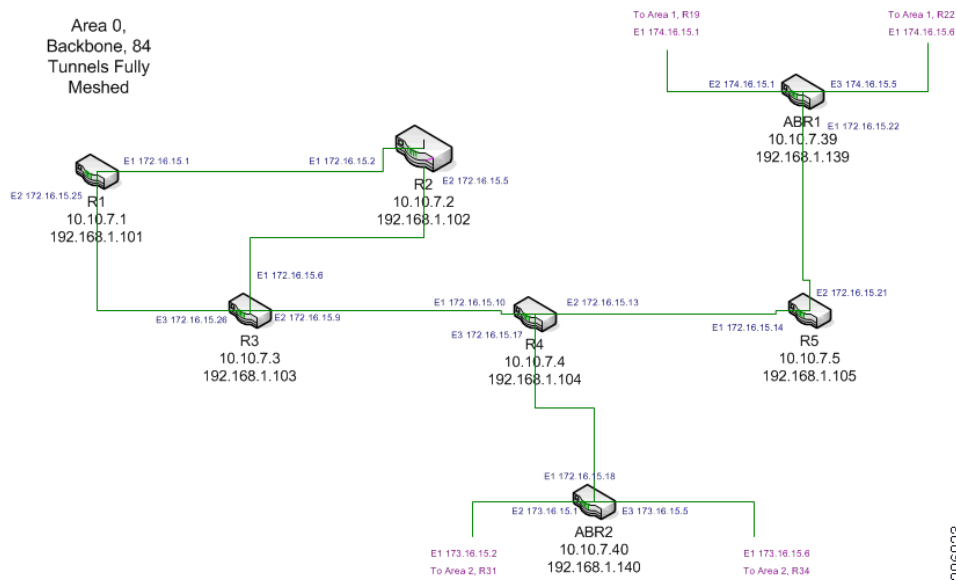 Area 0,
Backbone, 84
Tunnels Fully
Meshed
To Area 1, R19
E1 174.16.15.1
To Area 1, R22
E1 174.16.15.6
E2 174.16.15.1
E3 174.16.15.5
ABR1
10.10.7.39
192.168.1.139
E1 172.16.15.22
E1 172.16.15.1
E1 172.16.15.2
E2 172.16.15.25
R1
10.10.7.1
192.168.1.101
E2 172.16.15.5
R2
10.10.7.2
192.168.1.102
E1 172.16.15.6
E3 172.16.15.26
E2 172.16.15.9
R3
10.10.7.3
192.168.1.103
E1 172.16.15.10
E2 172.16.15.13
E3 172.16.15.17
R4
10.10.7.4
192.168.1.104
E2 172.16.15.21
E1 172.16.15.14
R5
10.10.7.5
192.168.1.105
E1 172.16.15.18
E2 173.16.15.1
E3 173.16.15.5
ABR2
10.10.7.40
192.168.1.140
E1 173.16.15.2
To Area 2, R31
E1 173.16.15.6
To Area 2, R34